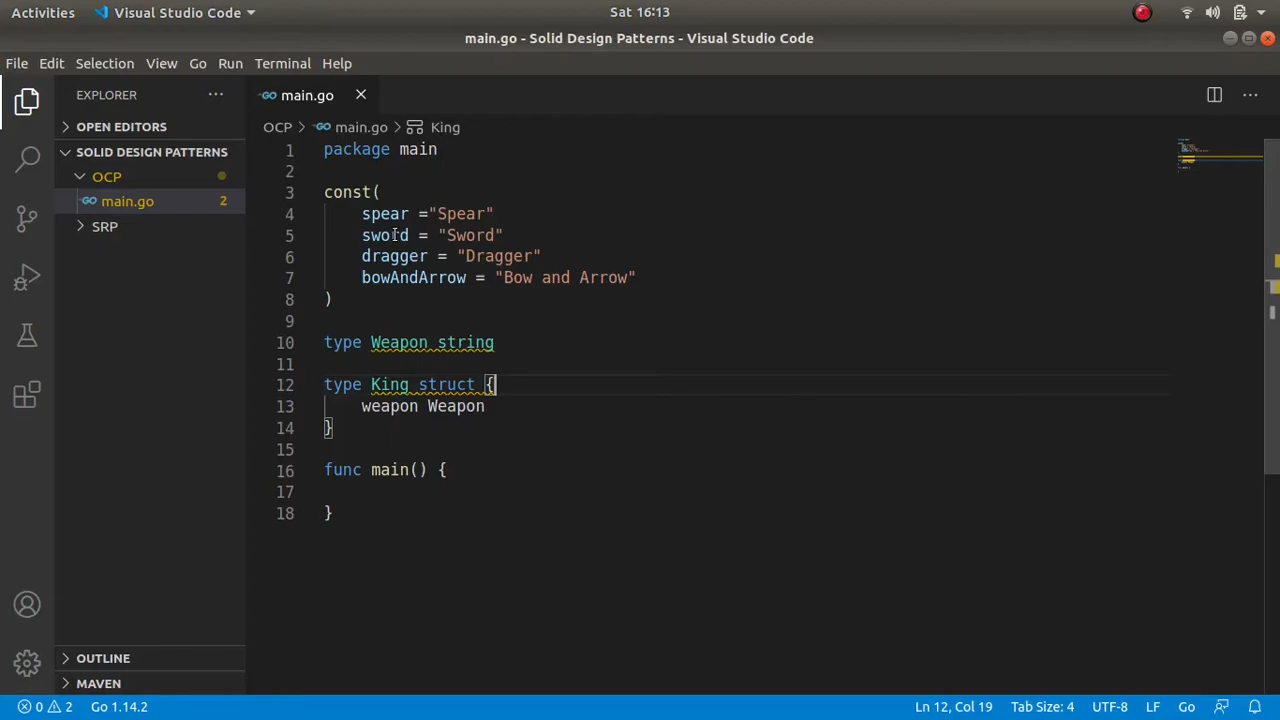 Activities
Visual Studio Code
Sat 16:13
main.go - Solid Design Patterns - Visual Studio Code
File Edit Selection View Go Run Terminal Help
EXPLORER
main.go
OPEN EDITORS
SOLID DESIGN PATTERNS
OCP
main.go 2
SRP
OUTLINE
MAVEN
OCP > main.go > King
1 package main
2
3 const(
4 spear ="Spear"
5 sword = "Sword"
6 dragger = "Dragger"
7 bowAndArrow = "Bow and Arrow"
8 )
9
10 type Weapon string
11
12 type King struct {
13 weapon Weapon
14 }
15
16 func main() {
17
18 }
0 2 Go 1.14.2 Ln 12, Col 19 Tab Size: 4 UTF-8 LF Go